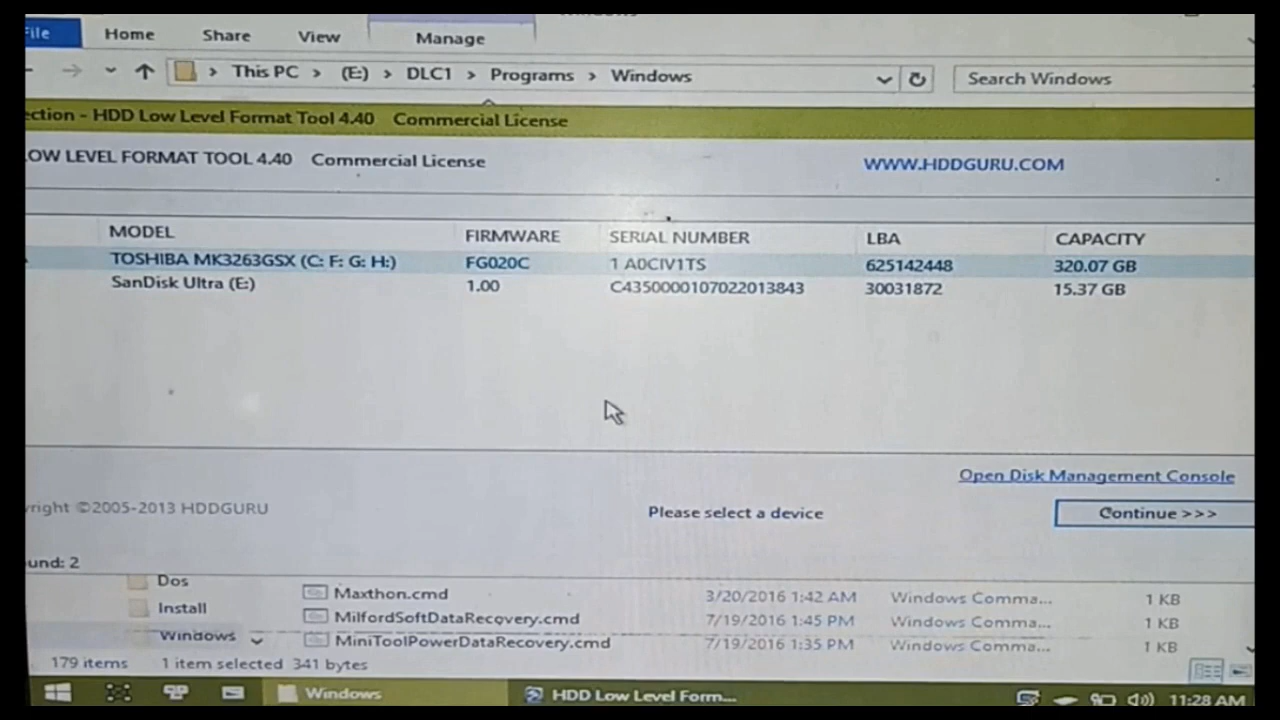 File Home Share View Manage
This PC > (E:) > DLC1 > Programs > Windows Search Windows
ction - HDD Low Level Format Tool 4.40 Commercial License
OW LEVEL FORMAT TOOL 4.40 Commercial License WWW.HDDGURU.COM
MODEL FIRMWARE SERIAL NUMBER LBA CAPACITY
TOSHIBA MK3263GSX (C: F: G: H:) FG020C 1 A0CIV1TS 625142448 320.07 GB
SanDisk Ultra (E:) 1.00 C4350000107022013843 30031872 15.37 GB
Open Disk Management Console
right ©2005-2013 HDDGURU Please select a device Continue >>>
und: 2
Dos Maxthon.cmd 3/20/2016 1:42 AM Windows Comma... 1 KB
Install MilfordSoftDataRecovery.cmd 7/19/2016 1:45 PM Windows Comma... 1 KB
Windows MiniToolPowerDataRecovery.cmd 7/19/2016 1:35 PM Windows Comma... 1 KB
179 items 1 item selected 341 bytes
Windows HDD Low Level Form... 11:28 AM